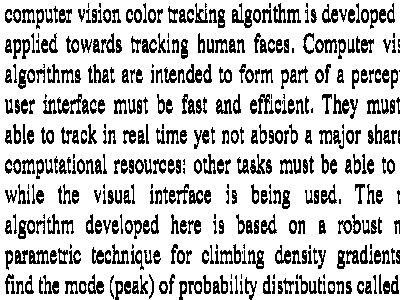 computer vision color tracking algorithm is developed
applied towards tracking human faces. Computer vis
algorithms that are intended to form part of a percep
user interface must be fast and efficient. They must
able to track in real time yet not absorb a major share
computational resources: other tasks must be able to
while the visual interface is being used. The n
algorithm developed here is based on a robust n
parametric technique for climbing density gradients
find the mode (peak) of probability distributions called